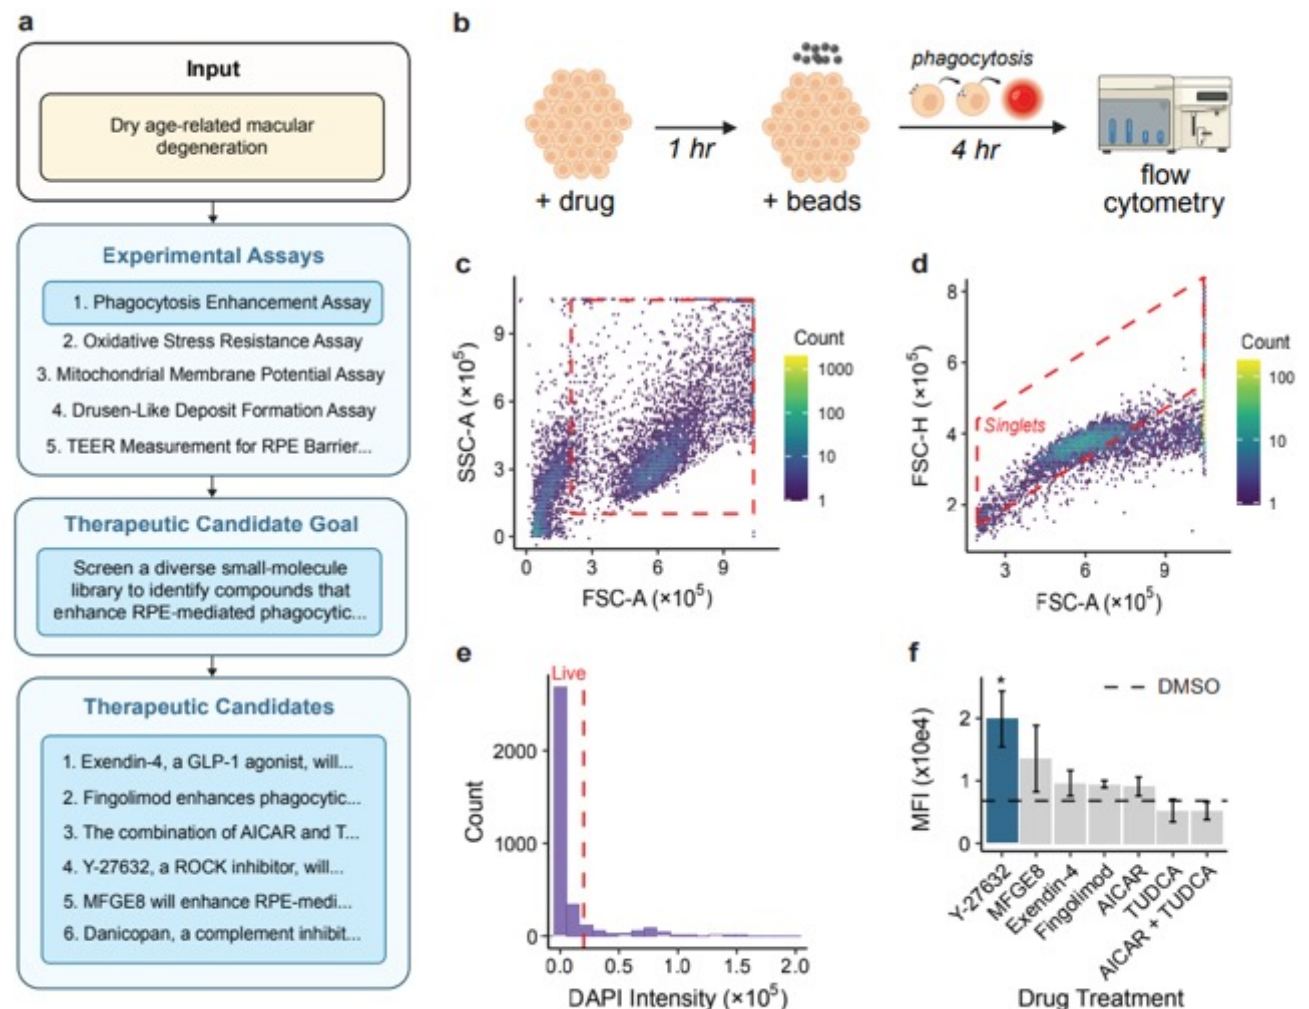 a
Input
Dry age-related macular
degeneration
Experimental Assays
1. Phagocytosis Enhancement Assay
2. Oxidative Stress Resistance Assay
3. Mitochondrial Membrane Potential Assay
4. Drusen-Like Deposit Formation Assay
5. TEER Measurement for RPE Barrier...
Therapeutic Candidate Goal
Screen a diverse small-molecule
library to identify compounds that
enhance RPE-mediated phagocytic...
Therapeutic Candidates
1. Exendin-4, a GLP-1 agonist, will...
2. Fingolimod enhances phagocytic...
3. The combination of AICAR and T...
4. Y-27632, a ROCK inhibitor, will...
5. MFGE8 will enhance RPE-medi...
6. Danicopan, a complement inhibit...
b
+ drug
1 hr
+ beads
phagocytosis
4 hr
flow
cytometry
c
SSC-A (×10⁵)
9
6
3
0
0 3 6 9
FSC-A (×10⁵)
Count
1000
100
10
1
d
FSC-H (×10⁵)
8
6
4
2
Singlets
3 6 9
FSC-A (×10⁵)
Count
100
10
1
e
Live
Count
2000
1000
0
0.0 0.5 1.0 1.5 2.0
DAPI Intensity (×10⁵)
f
MFI (x10e4)
2
1
0
*
DMSO
Y-27632
MFGE8
Exendin-4
Fingolimod
AICAR
TUDCA
AICAR + TUDCA
Drug Treatment